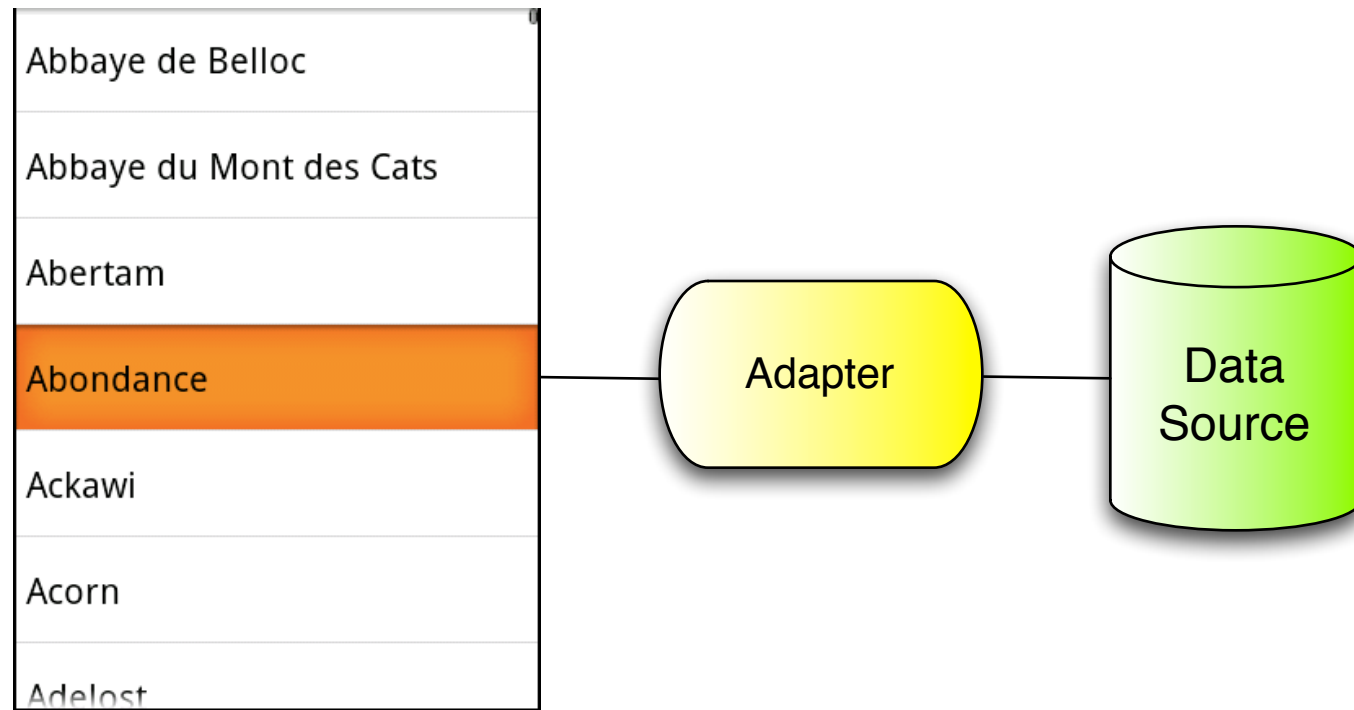 Abbaye de Belloc
Abbaye du Mont des Cats
Abertam
Abondance
Ackawi
Acorn
Adelost
Adapter
Data
Source